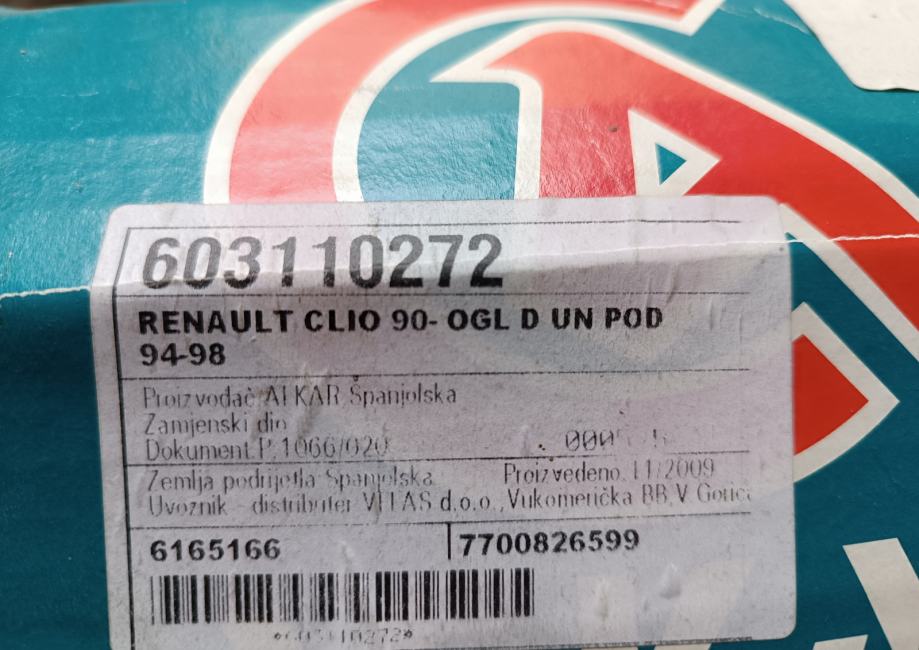 603110272
RENAULT CLIO 90- OGL D UN POD
94-98
Proizvođač ALKAR Španjolska
Zamjenski dio
Dokument P.1066/020
Zemlja podrijetla Španjolska Proizvedeno 11/2009
Uvoznik - distributer VITAS d.o.o., Vukomerička BB, V Gorica
6165166 7700826599
*603110272*